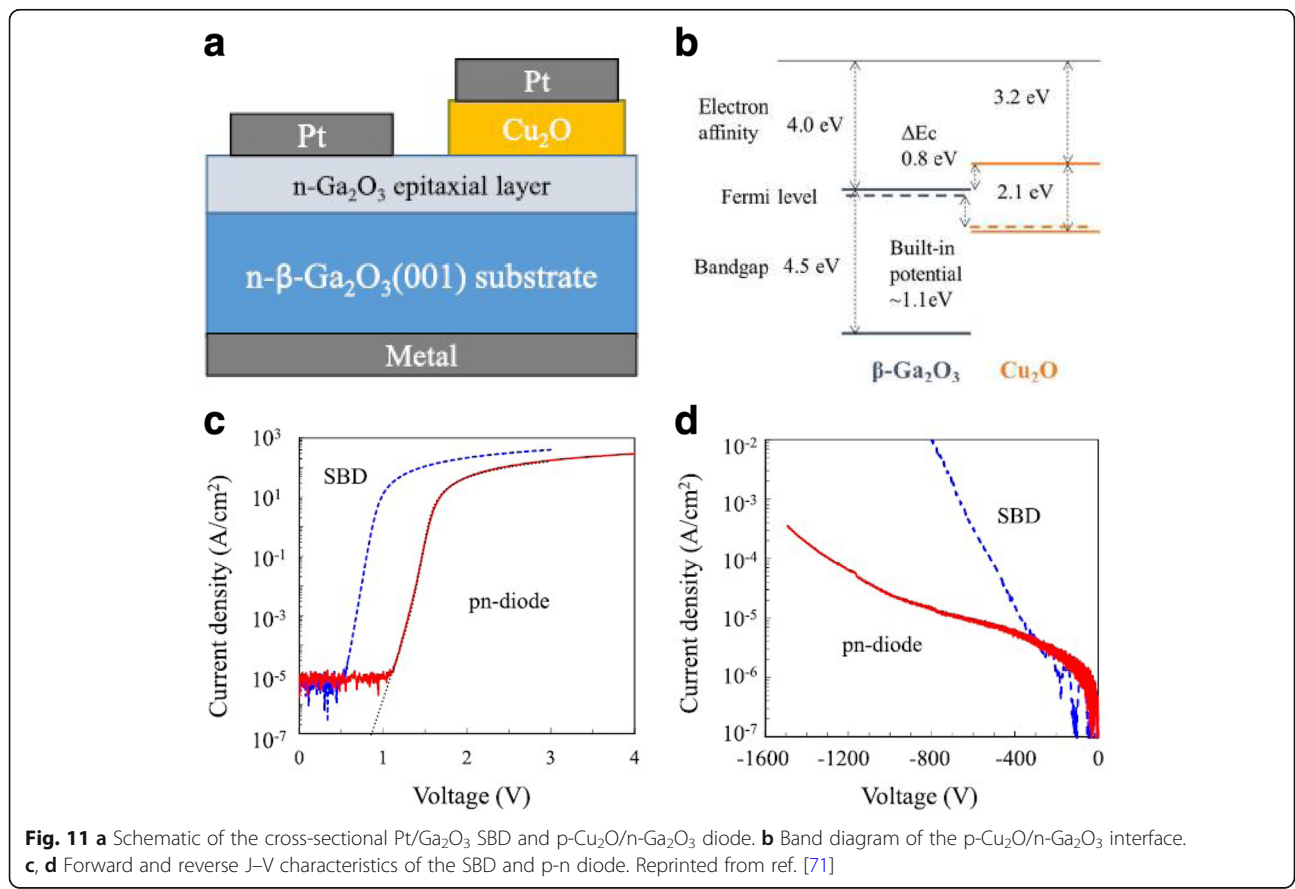 a
Pt
Pt
Cu₂O
n-Ga₂O₃ epitaxial layer
n-β-Ga₂O₃(001) substrate
Metal
b
Electron
affinity
4.0 eV
3.2 eV
ΔEc
0.8 eV
Fermi level
2.1 eV
Bandgap
4.5 eV
Built-in
potential
~1.1eV
β-Ga₂O₃
Cu₂O
c
Current density (A/cm²)
10³
10¹
10⁻¹
10⁻³
10⁻⁵
10⁻⁷
SBD
pn-diode
0
1
2
3
4
Voltage (V)
d
Current density (A/cm²)
10⁻²
10⁻³
10⁻⁴
10⁻⁵
10⁻⁶
10⁻⁷
SBD
pn-diode
-1600
-1200
-800
-400
0
Voltage (V)
Fig. 11 a Schematic of the cross-sectional Pt/Ga₂O₃ SBD and p-Cu₂O/n-Ga₂O₃ diode. b Band diagram of the p-Cu₂O/n-Ga₂O₃ interface.
c, d Forward and reverse J–V characteristics of the SBD and p-n diode. Reprinted from ref. [71]